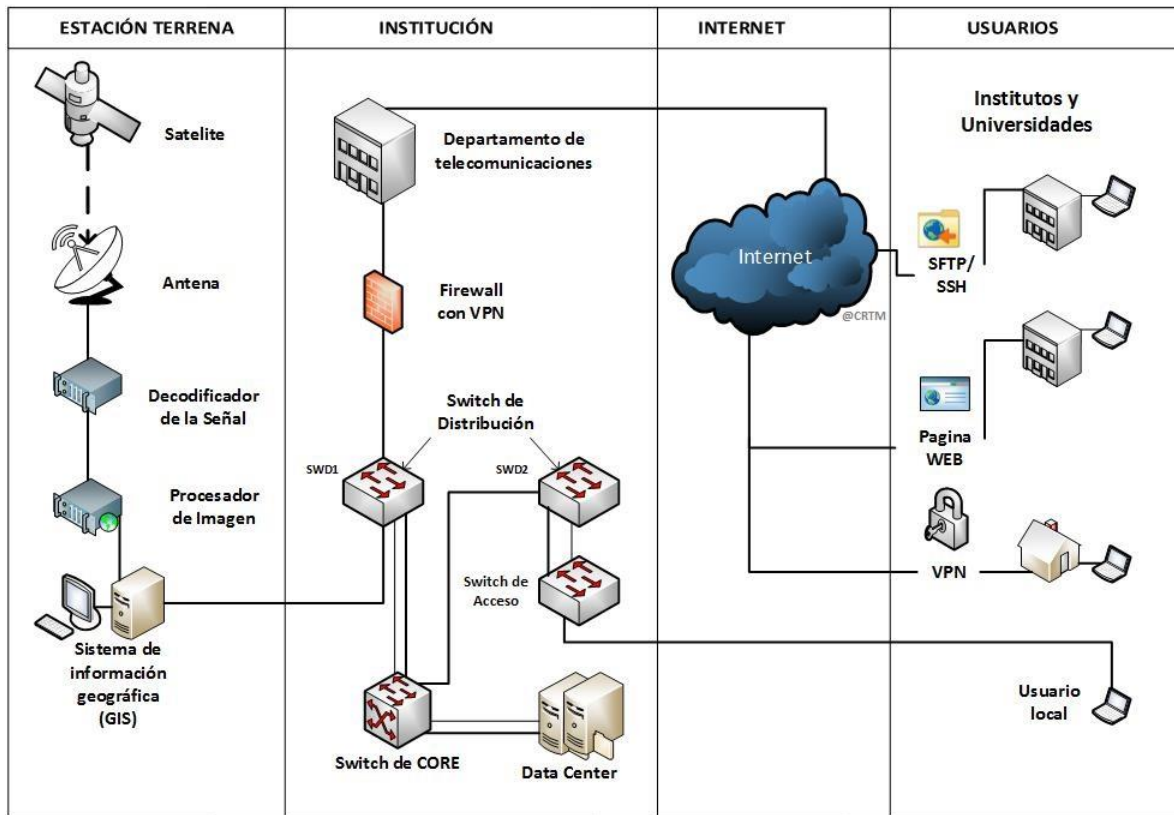 ESTACIÓN TERRENA
INSTITUCIÓN
INTERNET
USUARIOS
Satelite
Antena
Decodificador
de la Señal
Procesador
de Imagen
Sistema de
información
geográfica
(GIS)
Departamento de
telecomunicaciones
Firewall
con VPN
Switch de
Distribución
SWD1
SWD2
Switch de
Acceso
Switch de CORE
Data Center
Internet
@CRTM
Institutos y
Universidades
SFTP/
SSH
Pagina
WEB
VPN
Usuario
local